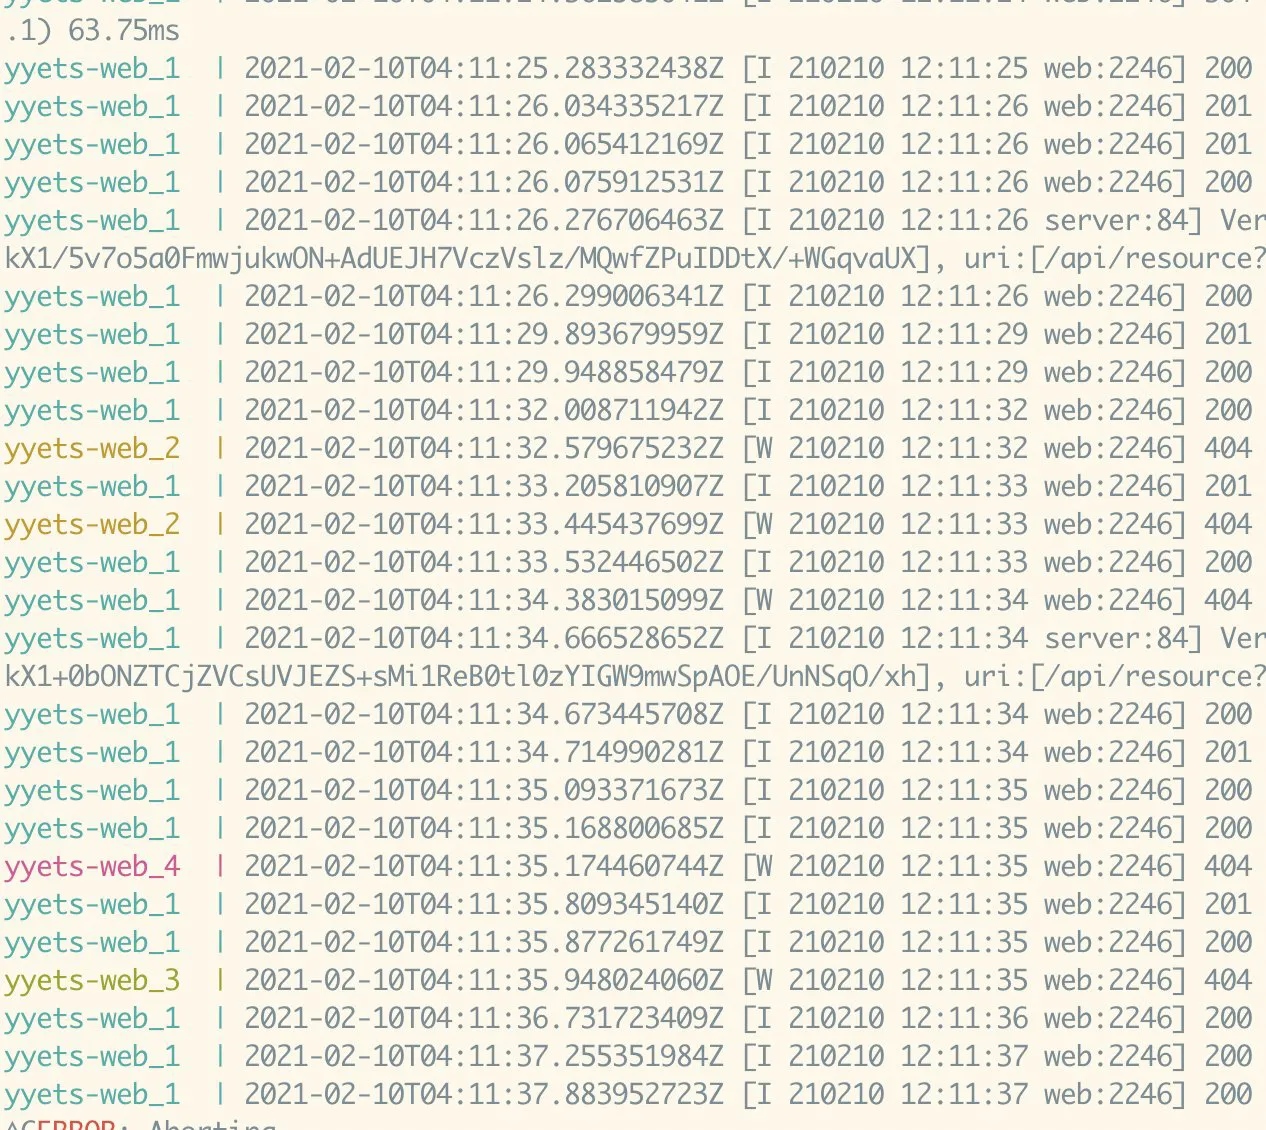 .1) 63.75ms
yyets-web_1 | 2021-02-10T04:11:25.283332438Z [I 210210 12:11:25 web:2246] 200
yyets-web_1 | 2021-02-10T04:11:26.034335217Z [I 210210 12:11:26 web:2246] 201
yyets-web_1 | 2021-02-10T04:11:26.065412169Z [I 210210 12:11:26 web:2246] 201
yyets-web_1 | 2021-02-10T04:11:26.075912531Z [I 210210 12:11:26 web:2246] 200
yyets-web_1 | 2021-02-10T04:11:26.276706463Z [I 210210 12:11:26 server:84] Ver
kX1/5v7o5a0FmwjukwON+AdUEJH7VczVslz/MQwfZPuIDDtX/+WGqvaUX], uri:[/api/resource?
yyets-web_1 | 2021-02-10T04:11:26.299006341Z [I 210210 12:11:26 web:2246] 200
yyets-web_1 | 2021-02-10T04:11:29.893679959Z [I 210210 12:11:29 web:2246] 201
yyets-web_1 | 2021-02-10T04:11:29.948858479Z [I 210210 12:11:29 web:2246] 200
yyets-web_1 | 2021-02-10T04:11:32.008711942Z [I 210210 12:11:32 web:2246] 200
yyets-web_2 | 2021-02-10T04:11:32.579675232Z [W 210210 12:11:32 web:2246] 404
yyets-web_1 | 2021-02-10T04:11:33.205810907Z [I 210210 12:11:33 web:2246] 201
yyets-web_2 | 2021-02-10T04:11:33.445437699Z [W 210210 12:11:33 web:2246] 404
yyets-web_1 | 2021-02-10T04:11:33.532446502Z [I 210210 12:11:33 web:2246] 200
yyets-web_1 | 2021-02-10T04:11:34.383015099Z [W 210210 12:11:34 web:2246] 404
yyets-web_1 | 2021-02-10T04:11:34.666528652Z [I 210210 12:11:34 server:84] Ver
kX1+0bONZTCjZVCsUVJEZS+sMi1ReB0tl0zYIGW9mwSpAOE/UnNSqO/xh], uri:[/api/resource?
yyets-web_1 | 2021-02-10T04:11:34.673445708Z [I 210210 12:11:34 web:2246] 200
yyets-web_1 | 2021-02-10T04:11:34.714990281Z [I 210210 12:11:34 web:2246] 201
yyets-web_1 | 2021-02-10T04:11:35.093371673Z [I 210210 12:11:35 web:2246] 200
yyets-web_1 | 2021-02-10T04:11:35.168800685Z [I 210210 12:11:35 web:2246] 200
yyets-web_4 | 2021-02-10T04:11:35.174460744Z [W 210210 12:11:35 web:2246] 404
yyets-web_1 | 2021-02-10T04:11:35.809345140Z [I 210210 12:11:35 web:2246] 201
yyets-web_1 | 2021-02-10T04:11:35.877261749Z [I 210210 12:11:35 web:2246] 200
yyets-web_3 | 2021-02-10T04:11:35.948024060Z [W 210210 12:11:35 web:2246] 404
yyets-web_1 | 2021-02-10T04:11:36.731723409Z [I 210210 12:11:36 web:2246] 200
yyets-web_1 | 2021-02-10T04:11:37.255351984Z [I 210210 12:11:37 web:2246] 200
yyets-web_1 | 2021-02-10T04:11:37.883952723Z [I 210210 12:11:37 web:2246] 200
^CERROR: Aborting.